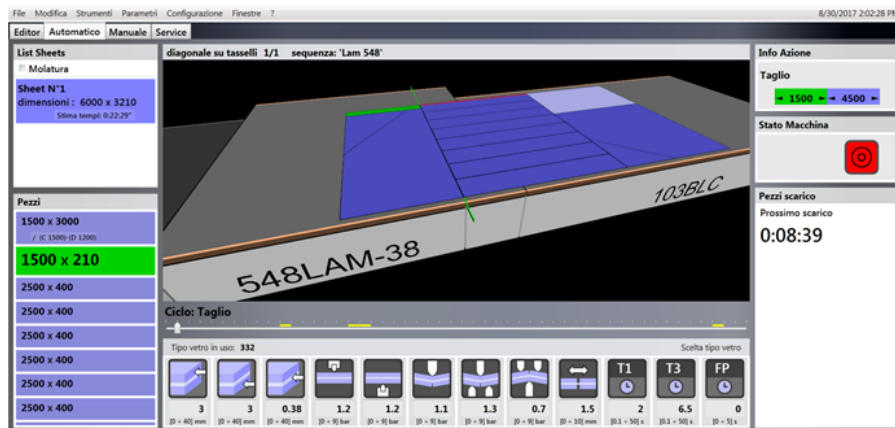 File Modifica Strumenti Parametri Configurazione Finestre ? 8/30/2017 2:02:28 PM
Editor Automatico Manuale Service
List Sheets
Molatura
Sheet N°1
dimensioni : 6000 x 3210
Stima tempi: 0:22:29"
Pezzi
1500 x 3000
/ (C 1500)-(D 1200)
1500 x 210
2500 x 400
2500 x 400
2500 x 400
2500 x 400
2500 x 400
2500 x 400
diagonale su tasselli 1/1 sequenza: 'Lam 548'
548LAM-38
103BLC
Ciclo: Taglio
Tipo vetro in uso: 332 Scelta tipo vetro
T1 T3 FP
3 3 0.38 1.2 1.2 1.1 1.3 0.7 1.5 2 6.5 0
[0 ÷ 40] mm [0 ÷ 40] mm [0 ÷ 40] mm [0 ÷ 9] bar [0 ÷ 9] bar [0 ÷ 9] bar [0 ÷ 9] bar [0 ÷ 9] bar [0 ÷ 10] mm [0.1 ÷ 50] s [0.1 ÷ 50] s [0 ÷ 5] s
Info Azione
Taglio
1500 4500
Stato Macchina
Pezzi scarico
Prossimo scarico
0:08:39